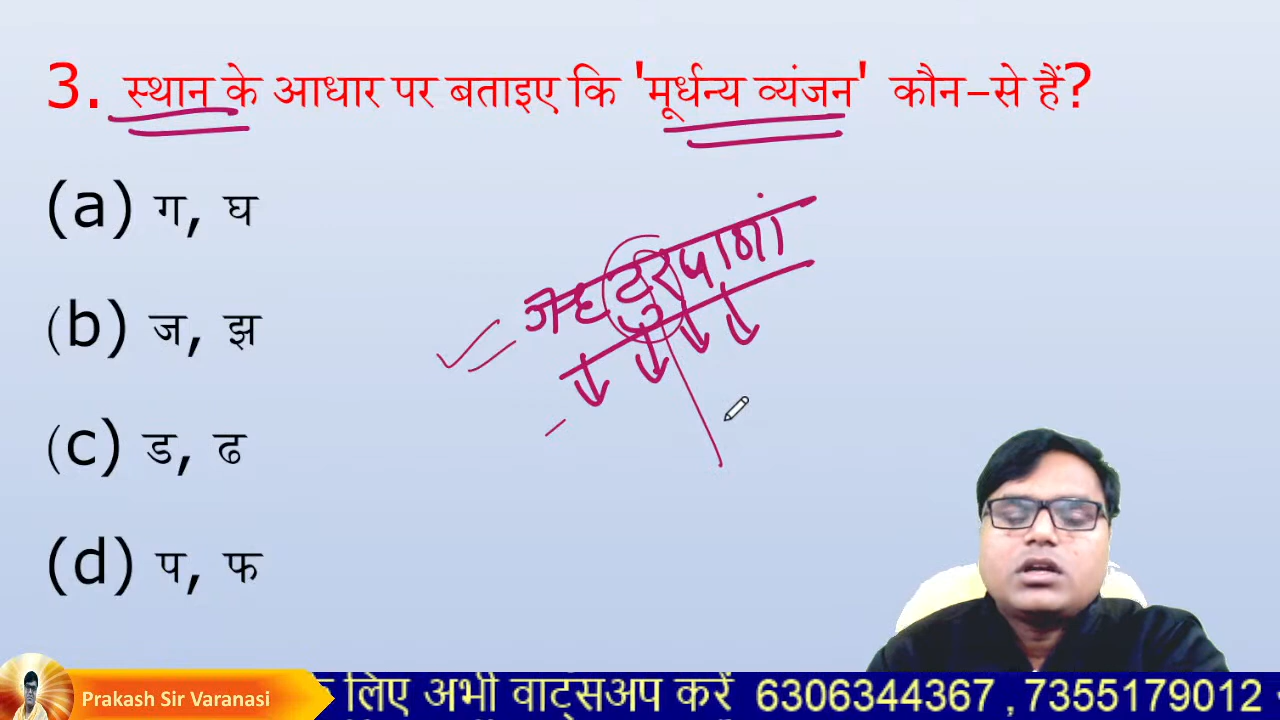 3. स्थान के आधार पर बताइए कि 'मूर्धन्य व्यंजन' कौन-से हैं?
(a) ग, घ
(b) ज, झ
(c) ड, ढ
(d) प, फ
Prakash Sir Varanasi
के लिए अभी वाट्सअप करें 6306344367 ,7355179012